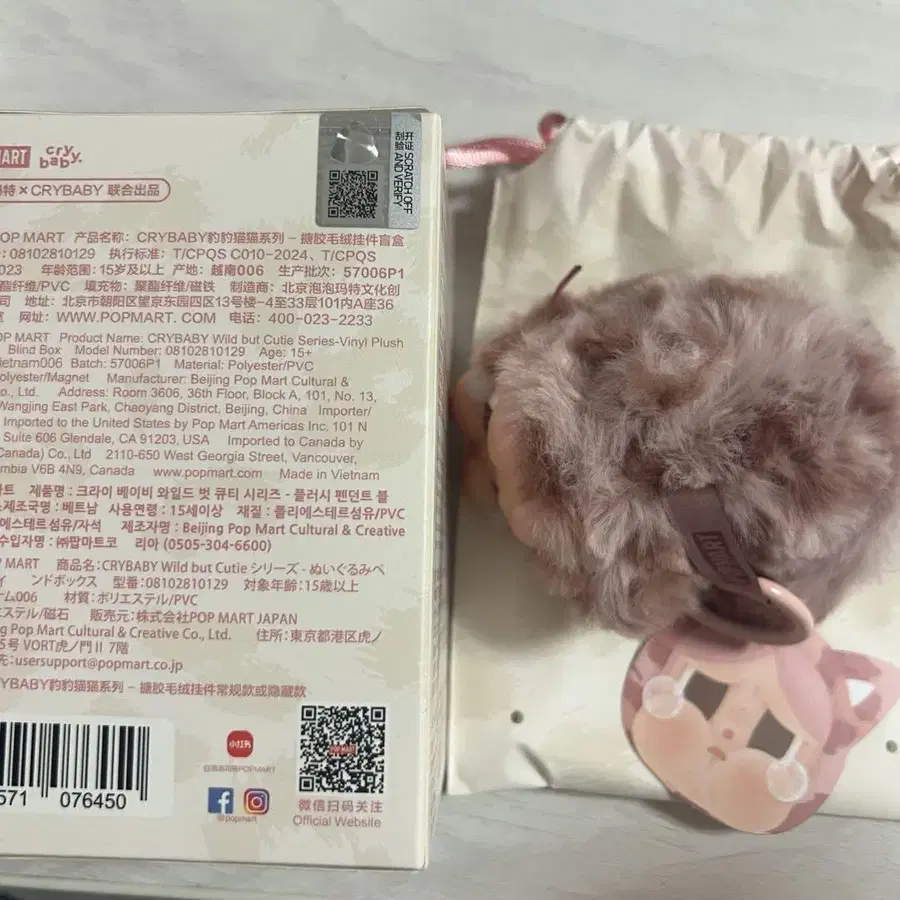 MART cry baby.
特 × CRYBABY 联合出品
刮开验证 SCRATCH OFF AND VERIFY
POP MART 产品名称: CRYBABY豹豹猫猫系列 – 搪胶毛绒挂件盲盒
: 08102810129 执行标准: T/CPQS C010-2024、T/CPQS
023 年龄范围: 15岁及以上 产地: 越南006 生产批次: 57006P1
酯纤维/PVC 填充物: 聚酯纤维/磁铁 制造商: 北京泡泡玛特文化创
司 地址: 北京市朝阳区望京东园四区13号楼-4至33层101内A座36
室 网址: WWW.POPMART.COM 电话: 400-023-2233
POP MART Product Name: CRYBABY Wild but Cutie Series-Vinyl Plush
Blind Box Model Number: 08102810129 Age: 15+
ietnam006 Batch: 57006P1 Material: Polyester/PVC
olyester/Magnet Manufacturer: Beijing Pop Mart Cultural &
o., Ltd. Address: Room 3606, 36th Floor, Block A, 101, No. 13,
Wangjing East Park, Chaoyang District, Beijing, China Importer/
Imported to the United States by Pop Mart Americas Inc. 101 N
Suite 606 Glendale, CA 91203, USA Imported to Canada by
Canada) Co., Ltd 2110-650 West Georgia Street, Vancouver,
mbia V6B 4N9, Canada www.popmart.com Made in Vietnam
마트 제품명 : 크라이 베이비 와일드 벗 큐티 시리즈 - 플러시 펜던트 블
제조국명 : 베트남 사용연령 : 15세이상 재질 : 폴리에스테르섬유/PVC
에스테르섬유/자석 제조자명 : Beijing Pop Mart Cultural & Creative
수입자명 : ㈜팝마트코리아 (0505-304-6600)
POP MART 商品名: CRYBABY Wild but Cutie シリーズ - ぬいぐるみペ
ンドボックス 型番: 08102810129 対象年齢: 15歳以上
ム006 材質: ポリエステル/PVC
エステル/磁石 販売元: 株式会社POP MART JAPAN
ing Pop Mart Cultural & Creative Co., Ltd. 住所: 東京都港区虎ノ
5号 VORT虎ノ門 II 7階
先: usersupport@popmart.co.jp
RYBABY豹豹猫猫系列 – 搪胶毛绒挂件常规款或隐藏款
571 076450
小红书
POP MART
@popmart
微信扫码关注
Official Website